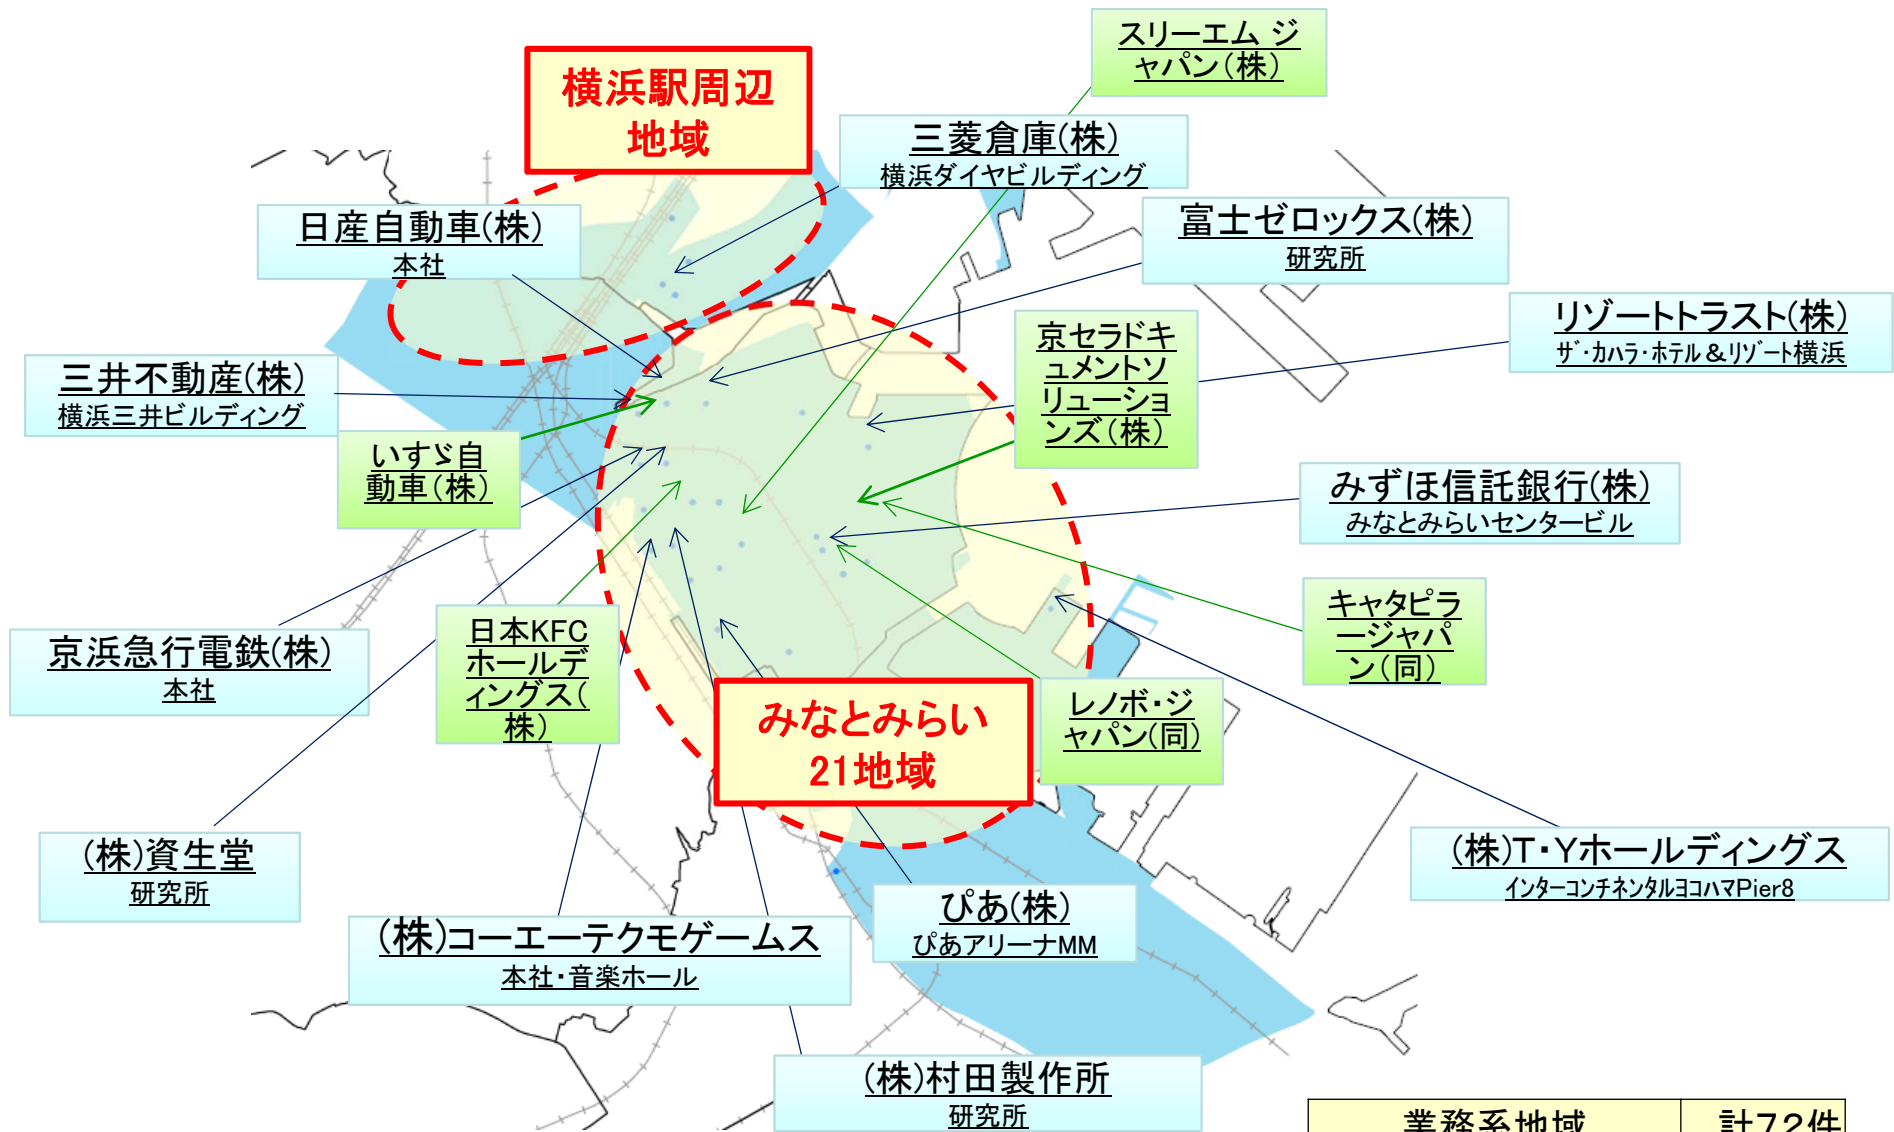 スリーエム ジ
ャパン(株)
横浜駅周辺
地域
三菱倉庫(株)
横浜ダイヤビルディング
日産自動車(株)
本社
富士ゼロックス(株)
研究所
リゾートトラスト(株)
ザ・カハラ・ホテル&リゾート横浜
京セラドキ
ュメントソ
リューショ
ンズ(株)
三井不動産(株)
横浜三井ビルディング
いすゞ自
動車(株)
みずほ信託銀行(株)
みなとみらいセンタービル
キャタピラ
ージャパ
ン(同)
京浜急行電鉄(株)
本社
日本KFC
ホールデ
ィングス(
株)
レノボ・ジ
ャパン(同)
みなとみらい
21地域
(株)資生堂
研究所
(株)T・Yホールディングス
インターコンチネンタルヨコハマPier8
(株)コーエーテクモゲームス
本社・音楽ホール
ぴあ(株)
ぴあアリーナMM
(株)村田製作所
研究所
業務系地域 計72件